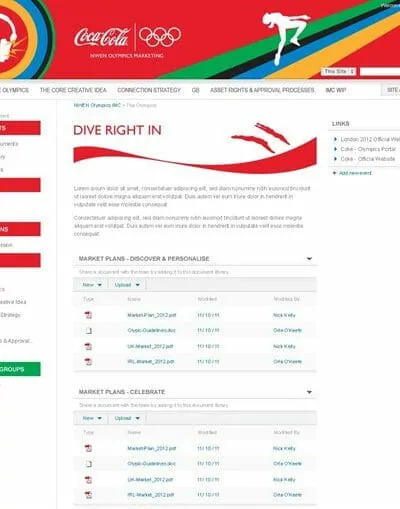 Welcome
Coca-Cola
NWEN OLYMPICS MARKETING
This Site
E OLYMPICS THE CORE CREATIVE IDEA CONNECTION STRATEGY GB ASSET RIGHTS & APPROVAL PROCESSES IMC WIP SITE A
NWEN Olympics IMC > The Olympics
DIVE RIGHT IN
LINKS
London 2012 Official Web
Coke - Olympics Portal
Coke - Official Website
Add new event
Lorem ipsum dolor sit amet, consectetuer adipiscing elit, sed diam nonummy nibh euismod tincidunt ut
laoreet dolore magna aliquam erat volutpat. Duis autem vel eum iriure dolor in hendrerit in
vulputate velit esse molestie consequat
Consectetuer adipiscing elit, sed diam nonummy nibh euismod tincidunt ut laoreet dolore magna
aliquam erat volutpat. Duis autem vel eum iriure dolor in hendrerit in vulputate velit esse molestie
consequat
MARKET PLANS - DISCOVER & PERSONALISE
Share a document with the team by adding it to this document library.
New Upload
Type Name Modified Modified By
Market-Plan_2012.pdf 11/10/11 Nick Kelly
Olypic-Guidelines.doc 11/10/11 Orla O'Keefe
UK-Market_2012.pdf 11/10/11 Nick Kelly
IRL-Market_2012.pdf 11/10/11 Orla O'Keefe
MARKET PLANS - CELEBRATE
Share a document with the team by adding it to this document library.
New Upload
Type Name Modified Modified By
Market-Plan_2012.pdf 11/10/11 Nick Kelly
Olypic-Guidelines.doc 11/10/11 Orla O'Keefe
UK-Market_2012.pdf 11/10/11 Nick Kelly
IRL-Market_2012.pdf 11/10/11 Orla O'Keefe
TS
uments
ry
s
ONS
ics
reative Idea
Strategy
s & Approval...
GROUPS